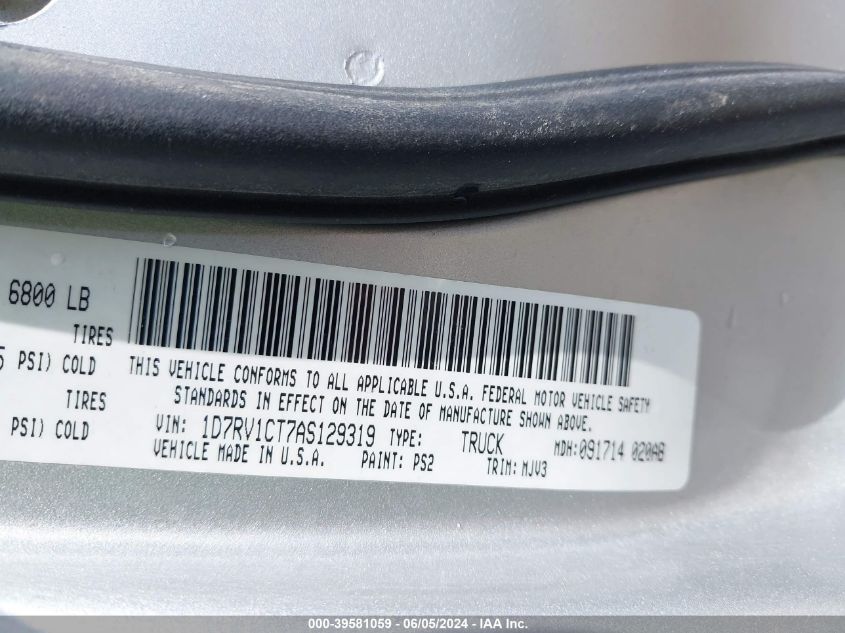 6800 LB
TIRES
5 PSI) COLD
TIRES
PSI) COLD
THIS VEHICLE CONFORMS TO ALL APPLICABLE U.S.A. FEDERAL MOTOR VEHICLE SAFETY
STANDARDS IN EFFECT ON THE DATE OF MANUFACTURE SHOWN ABOVE.
VIN: 1D7RV1CT7AS129319 TYPE: TRUCK MDH:091714 020AB
VEHICLE MADE IN U.S.A. PAINT: PS2 TRIM: MJV3
000-39581059 - 06/05/2024 - IAA Inc.